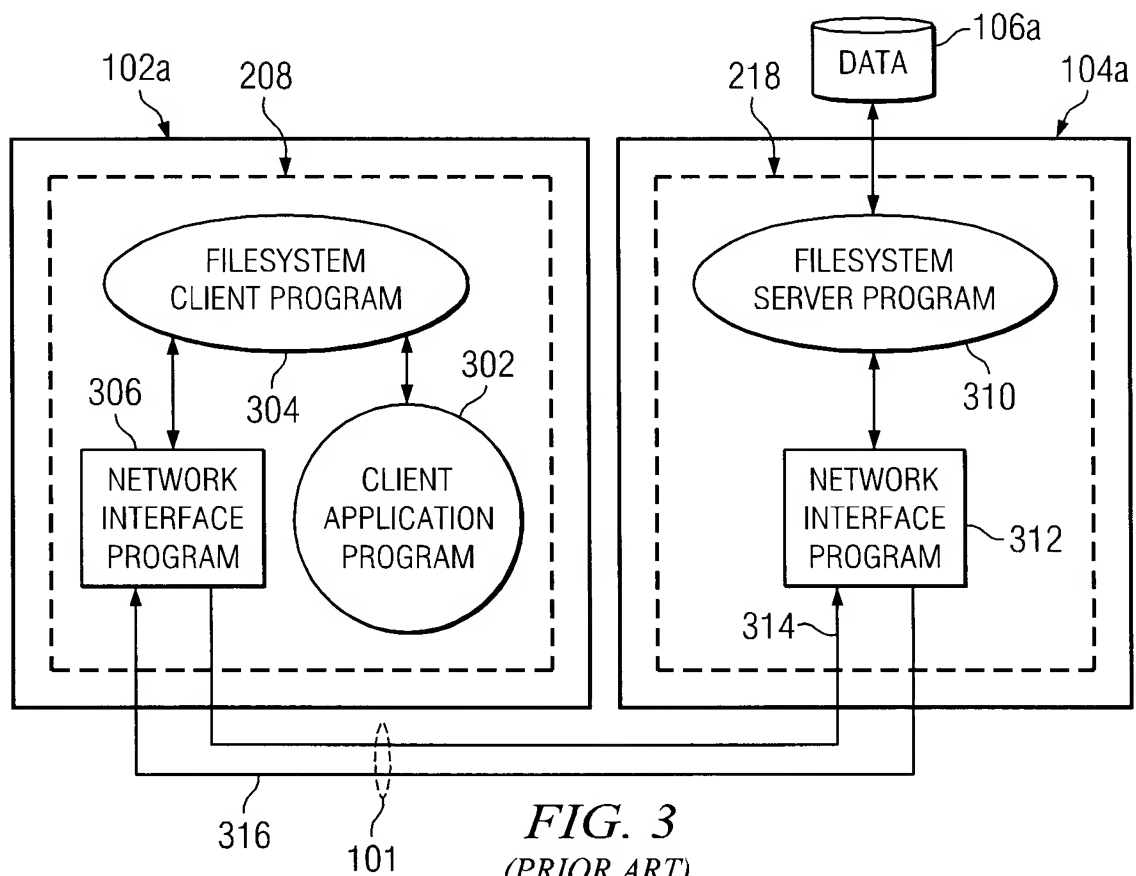 106a
DATA
102a
208
218
104a
FILESYSTEM
CLIENT PROGRAM
FILESYSTEM
SERVER PROGRAM
302
306
304
310
NETWORK
INTERFACE
PROGRAM
CLIENT
APPLICATION
PROGRAM
NETWORK
INTERFACE
PROGRAM
312
314
316
101
FIG. 3
(PRIOR ART)